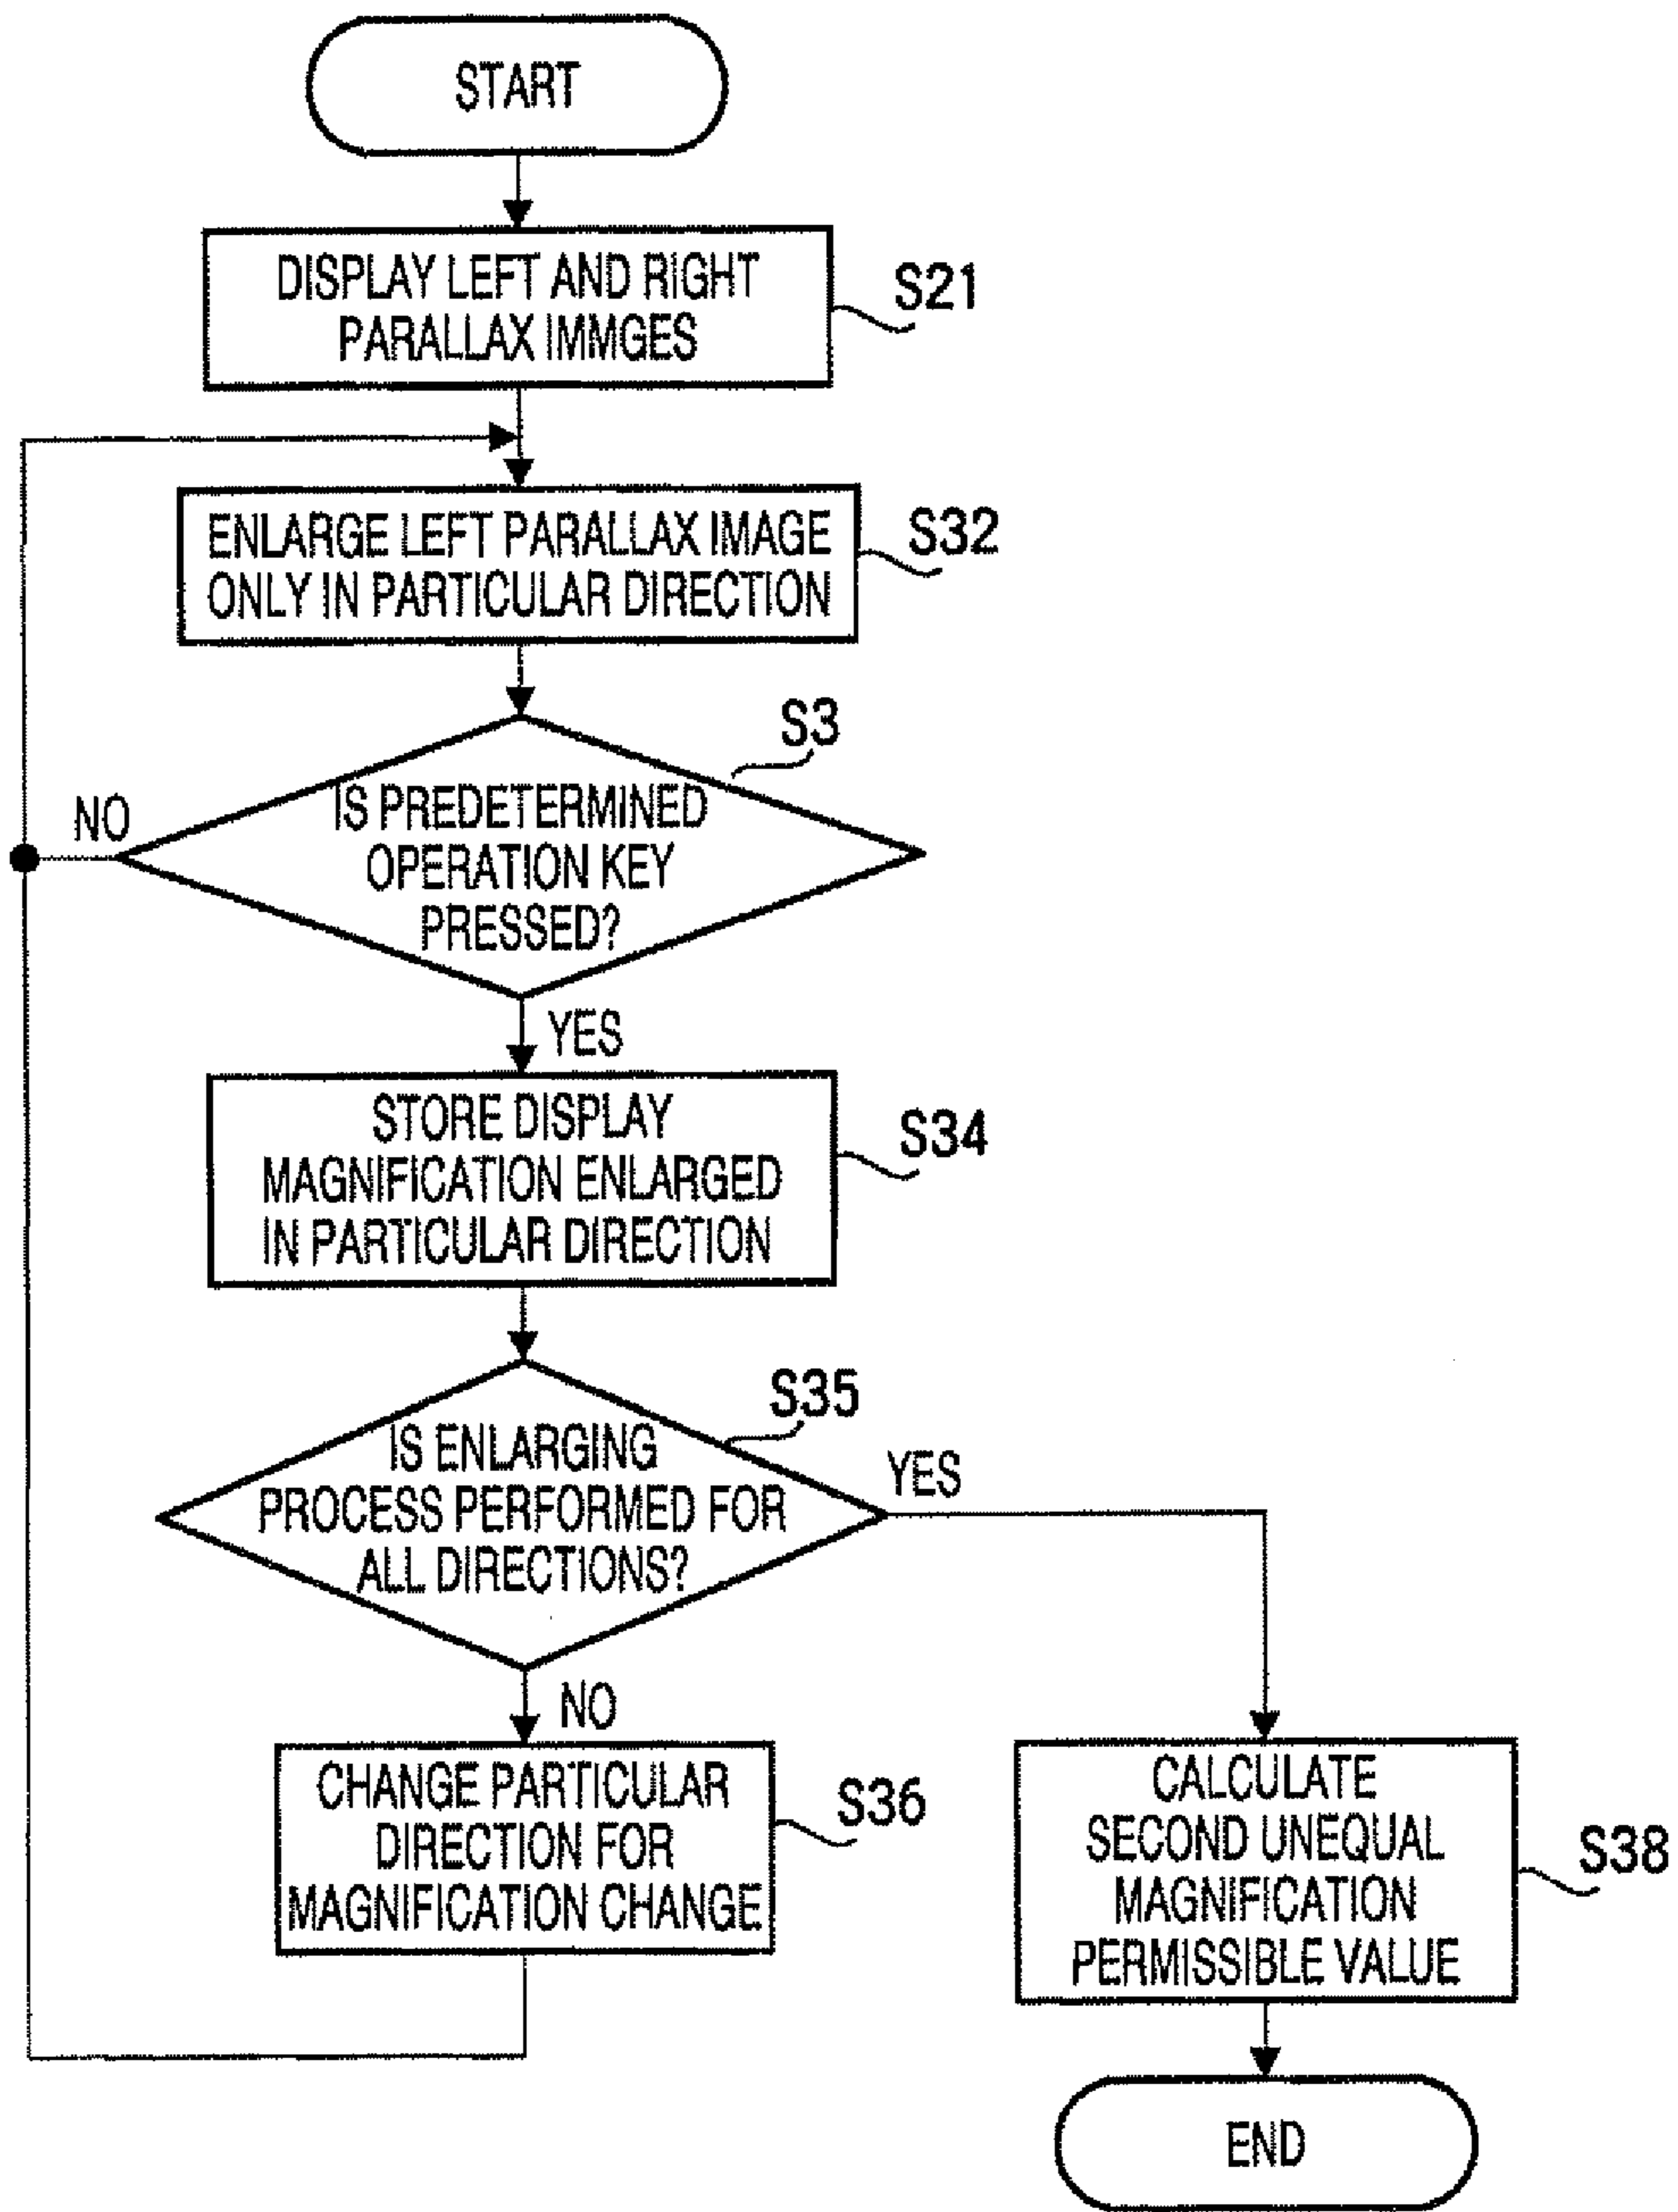 START
DISPLAY LEFT AND RIGHT
PARALLAX IMMGES
S21
ENLARGE LEFT PARALLAX IMAGE
ONLY IN PARTICULAR DIRECTION
S32
S3
NO
IS PREDETERMINED
OPERATION KEY
PRESSED?
YES
STORE DISPLAY
MAGNIFICATION ENLARGED
IN PARTICULAR DIRECTION
S34
S35
IS ENLARGING
PROCESS PERFORMED FOR
ALL DIRECTIONS?
YES
NO
CHANGE PARTICULAR
DIRECTION FOR
MAGNIFICATION CHANGE
S36
CALCULATE
SECOND UNEQUAL
MAGNIFICATION
PERMISSIBLE VALUE
S38
END